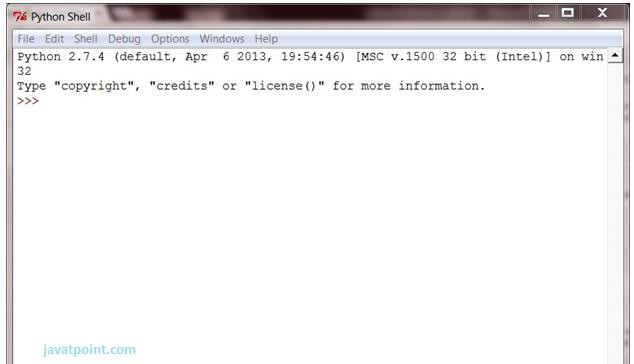 Python Shell
File Edit Shell Debug Options Windows Help
Python 2.7.4 (default, Apr  6 2013, 19:54:46) [MSC v.1500 32 bit (Intel)] on win
32
Type "copyright", "credits" or "license()" for more information.
>>>
javatpoint.com